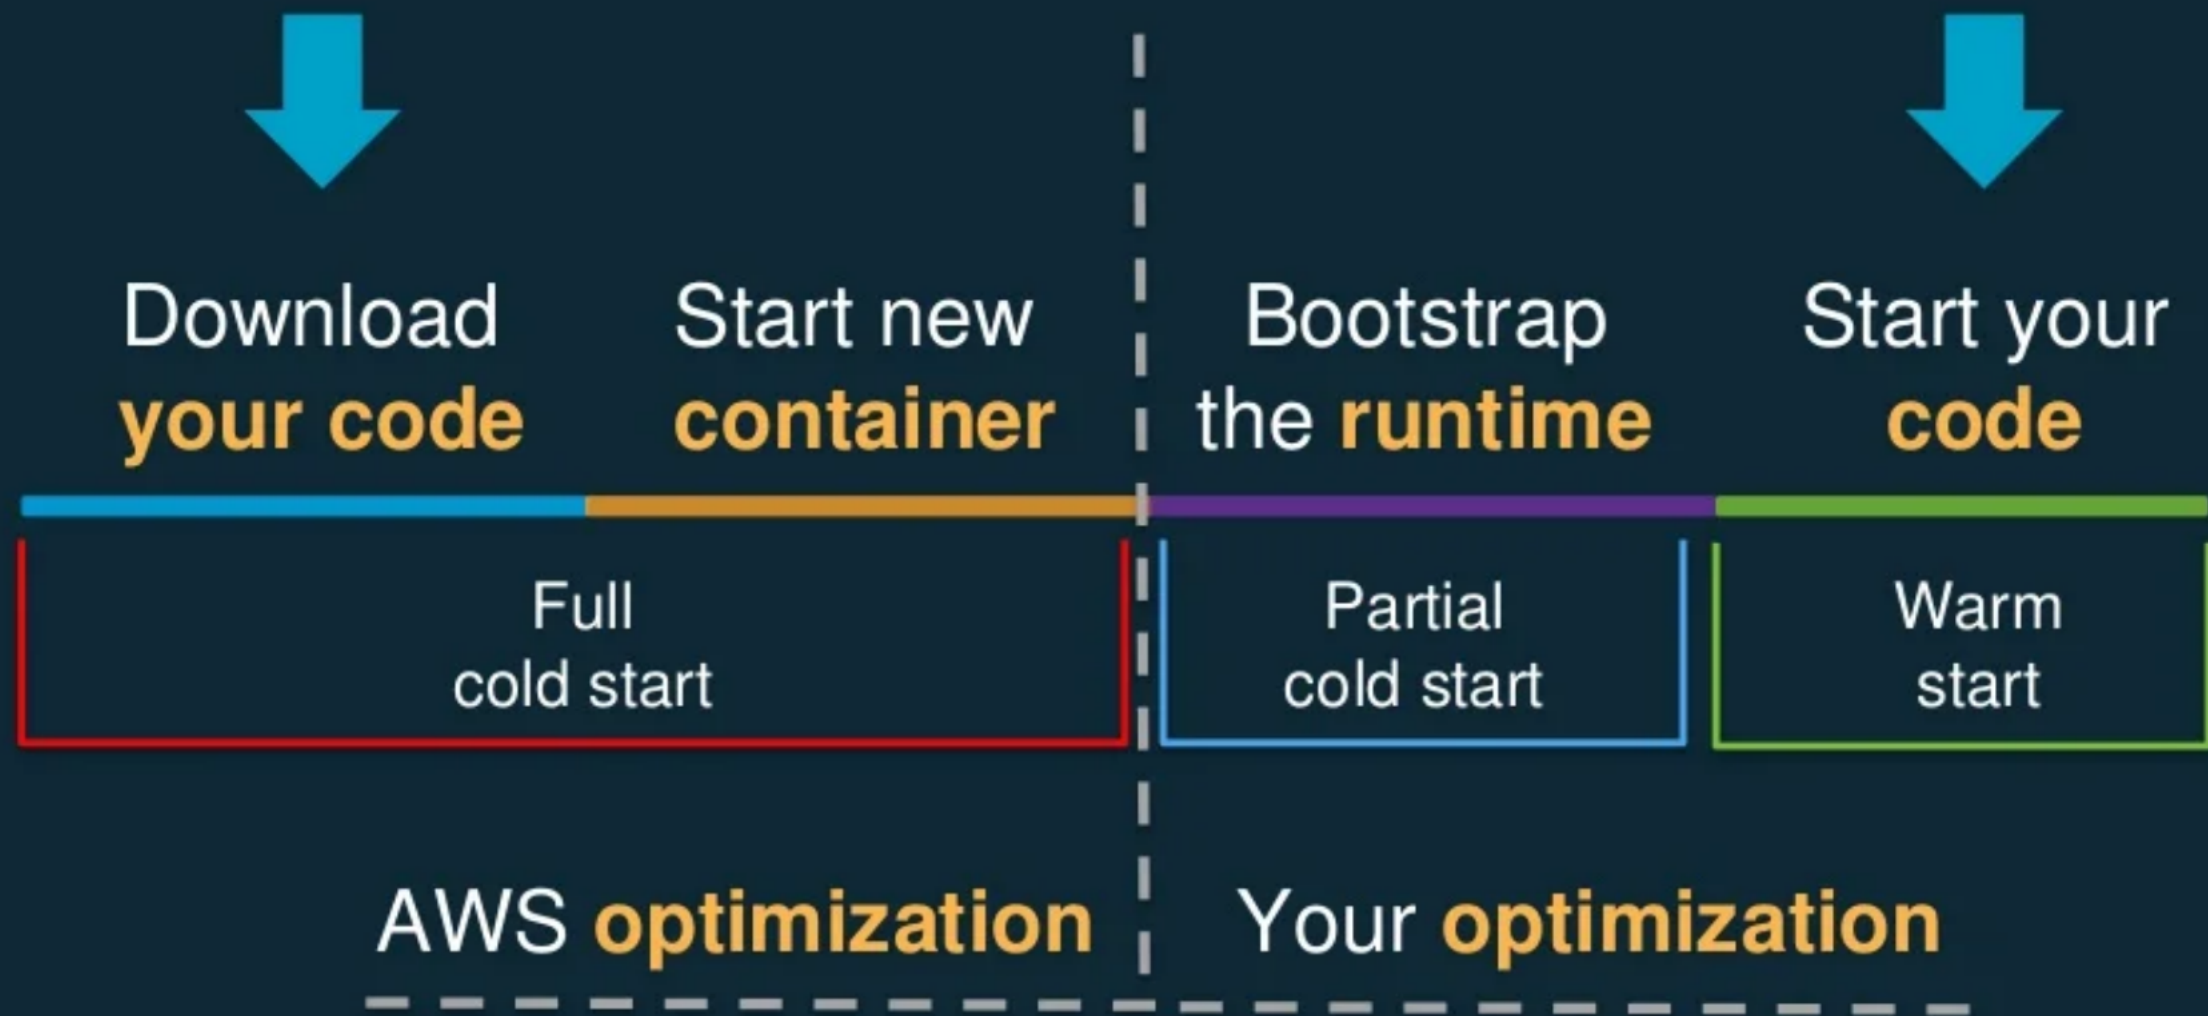 Download
your code
Start new
container
Bootstrap
the runtime
Start your
code
Full
cold start
Partial
cold start
Warm
start
AWS optimization
Your optimization